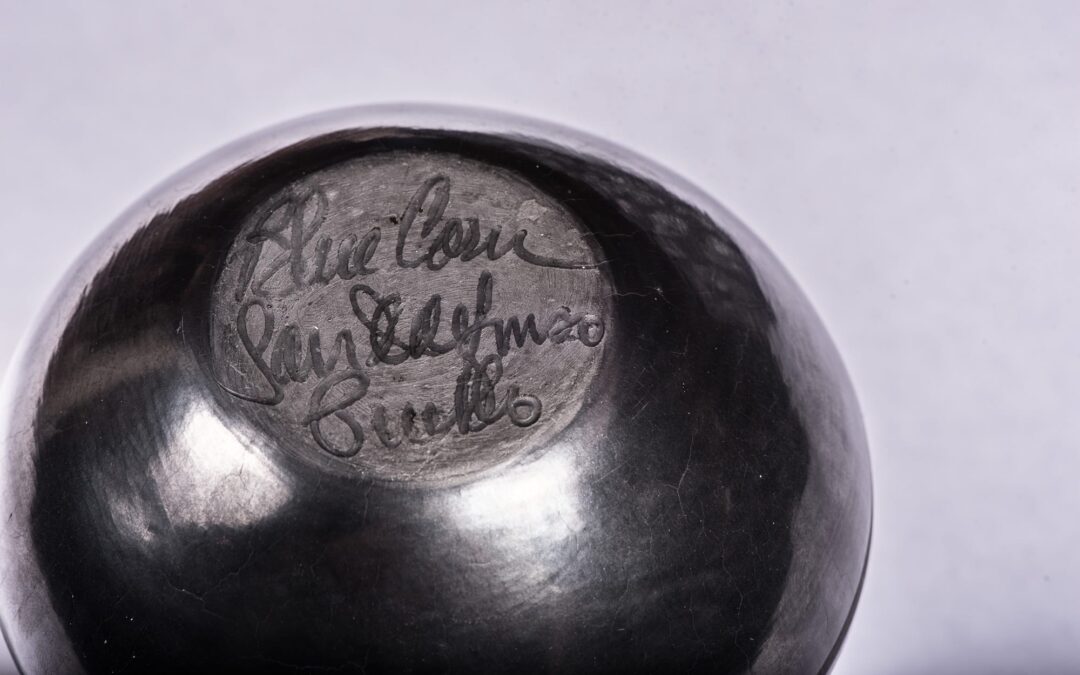 Blue Corn
San Ildefonso
Pueblo